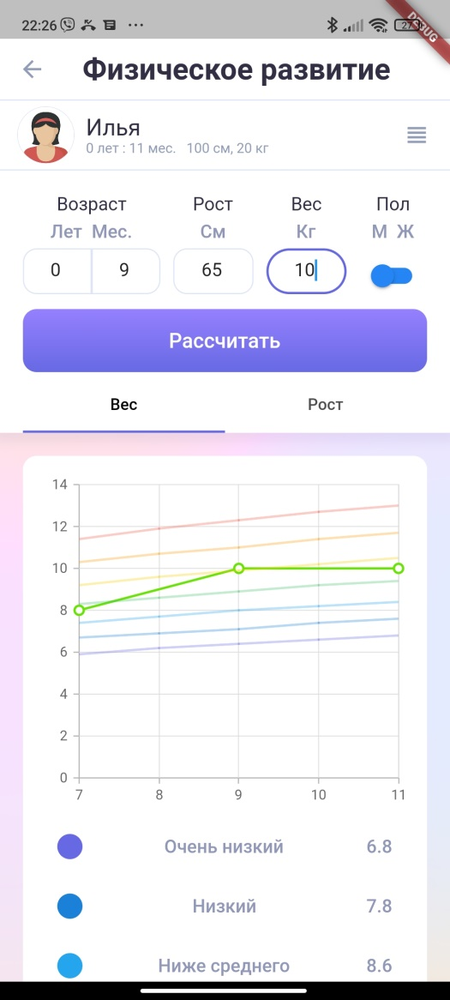 22:26
27
DEBUG
Физическое развитие
Илья
0 лет : 11 мес. 100 см, 20 кг
Возраст Рост Вес Пол
Лет Мес. См Кг М Ж
0 9 65 10
Рассчитать
Вес Рост
14
12
10
8
6
4
2
0
7 8 9 10 11
Очень низкий 6.8
Низкий 7.8
Ниже среднего 8.6